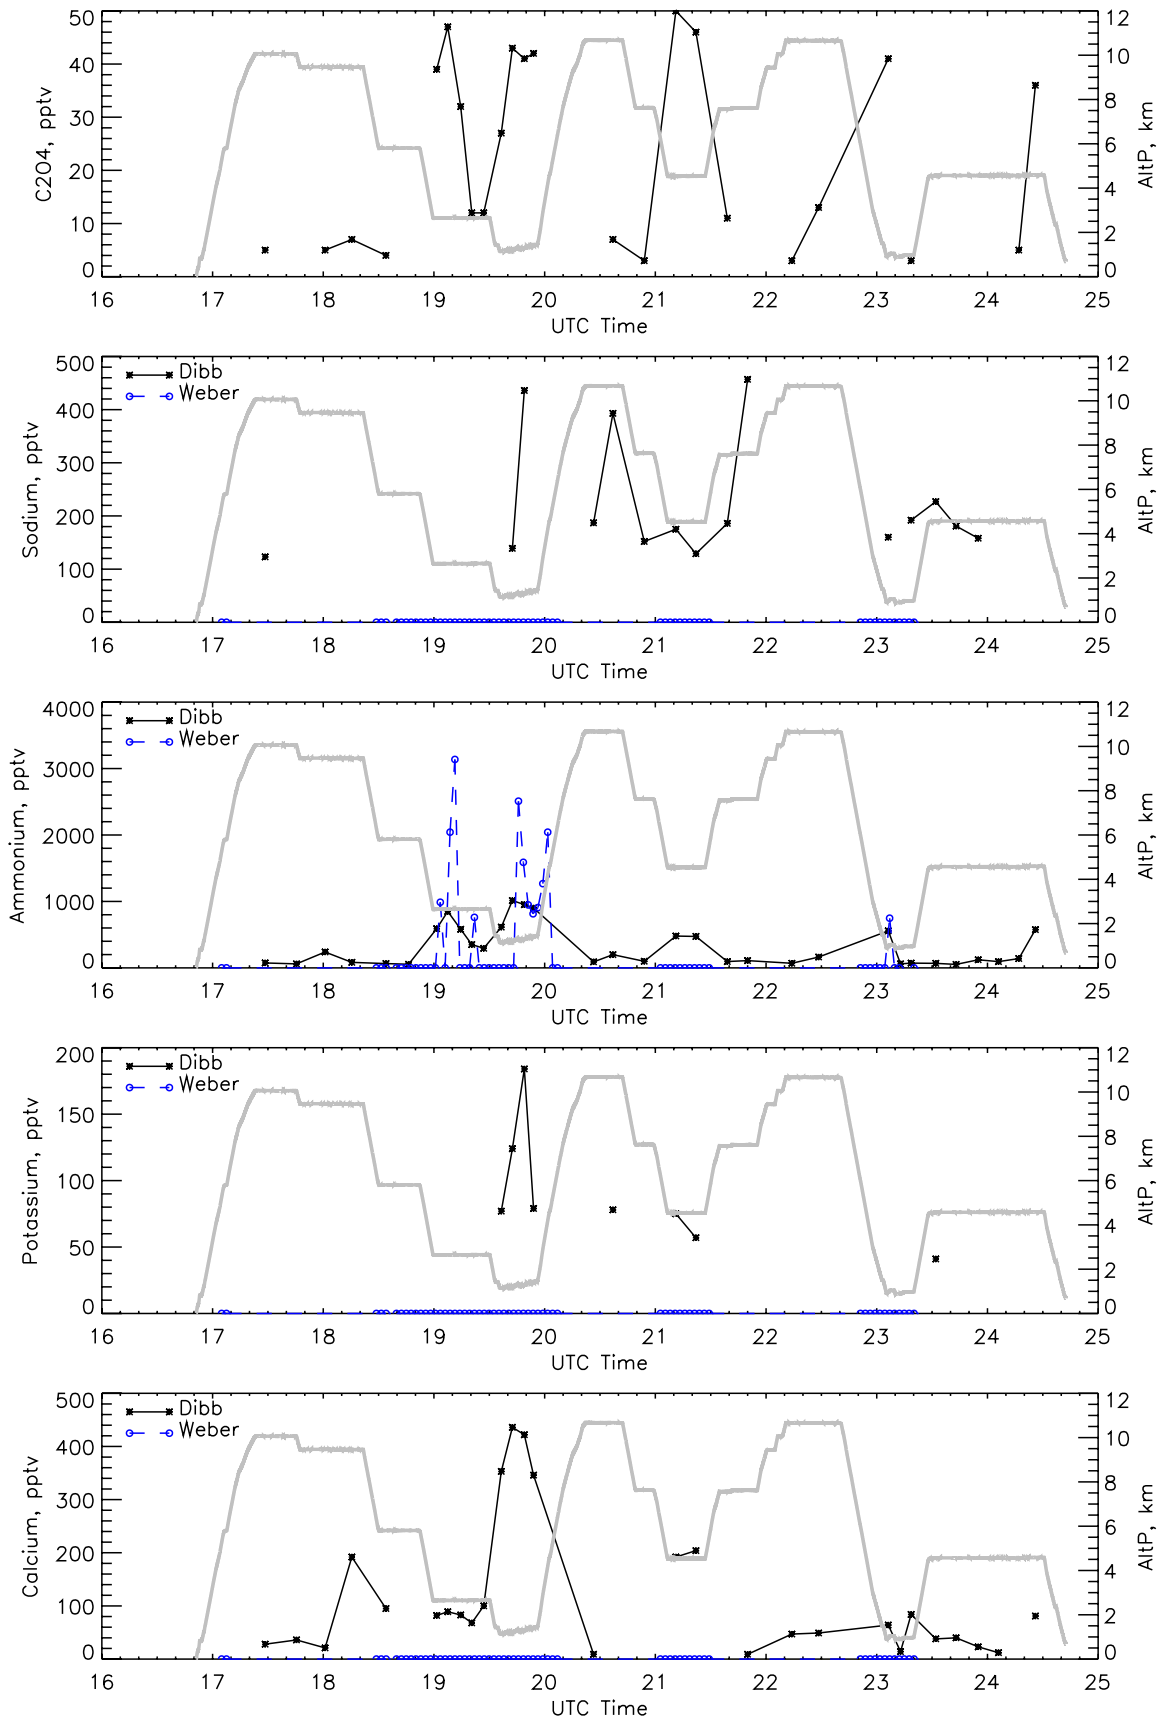 C2O4, pptv
50
40
30
20
10
0
12
10
8
6
4
2
0
AltP, km
16 17 18 19 20 21 22 23 24 25
UTC Time
Sodium, pptv
500
400
300
200
100
0
Dibb
Weber
12
10
8
6
4
2
0
AltP, km
16 17 18 19 20 21 22 23 24 25
UTC Time
Ammonium, pptv
4000
3000
2000
1000
0
Dibb
Weber
12
10
8
6
4
2
0
AltP, km
16 17 18 19 20 21 22 23 24 25
UTC Time
Potassium, pptv
200
150
100
50
0
Dibb
Weber
12
10
8
6
4
2
0
AltP, km
16 17 18 19 20 21 22 23 24 25
UTC Time
Calcium, pptv
500
400
300
200
100
0
Dibb
Weber
12
10
8
6
4
2
0
AltP, km
16 17 18 19 20 21 22 23 24 25
UTC Time